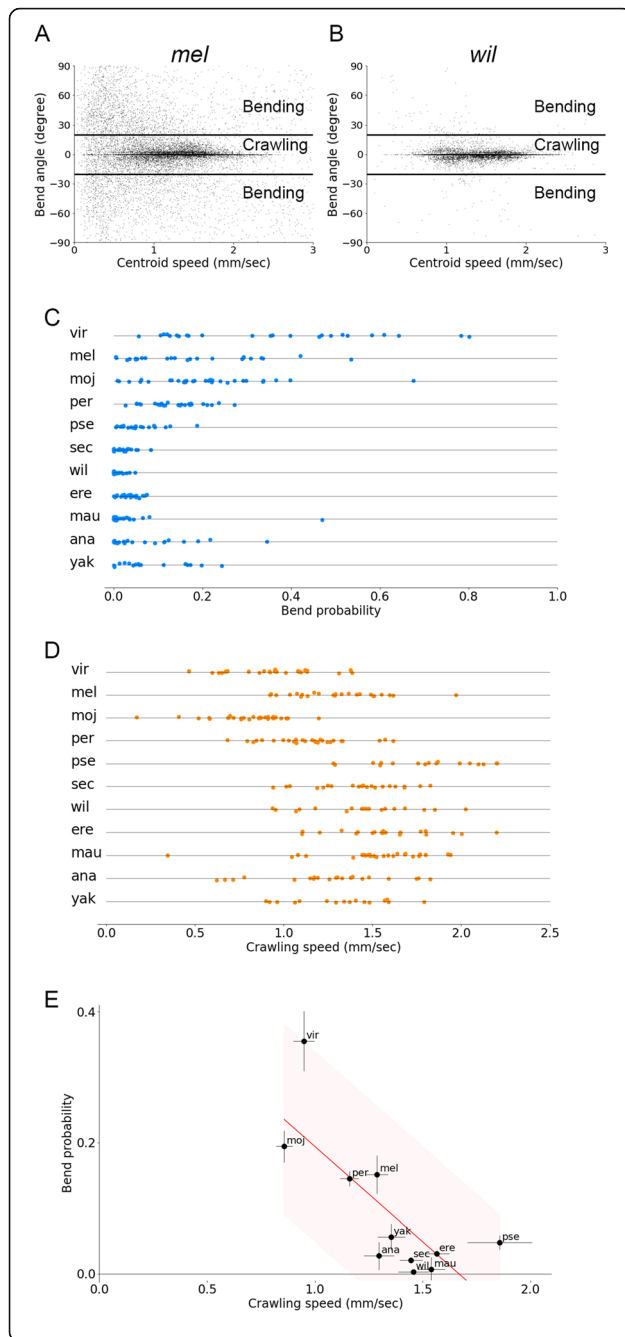 A mel
B wil
90
60
30
0
−30
−60
−90
Bend angle (degree)
Bending
Crawling
Bending
0 1 2 3
Centroid speed (mm/sec)
90
60
30
0
−30
−60
−90
Bend angle (degree)
Bending
Crawling
Bending
0 1 2 3
Centroid speed (mm/sec)
C
vir
mel
moj
per
pse
sec
wil
ere
mau
ana
yak
0.0 0.2 0.4 0.6 0.8 1.0
Bend probability
D
vir
mel
moj
per
pse
sec
wil
ere
mau
ana
yak
0.0 0.5 1.0 1.5 2.0 2.5
Crawling speed (mm/sec)
E
0.4
0.2
0.0
Bend probability
vir
moj
per
mel
yak
ana
sec
ere
pse
wil
mau
0.0 0.5 1.0 1.5 2.0
Crawling speed (mm/sec)